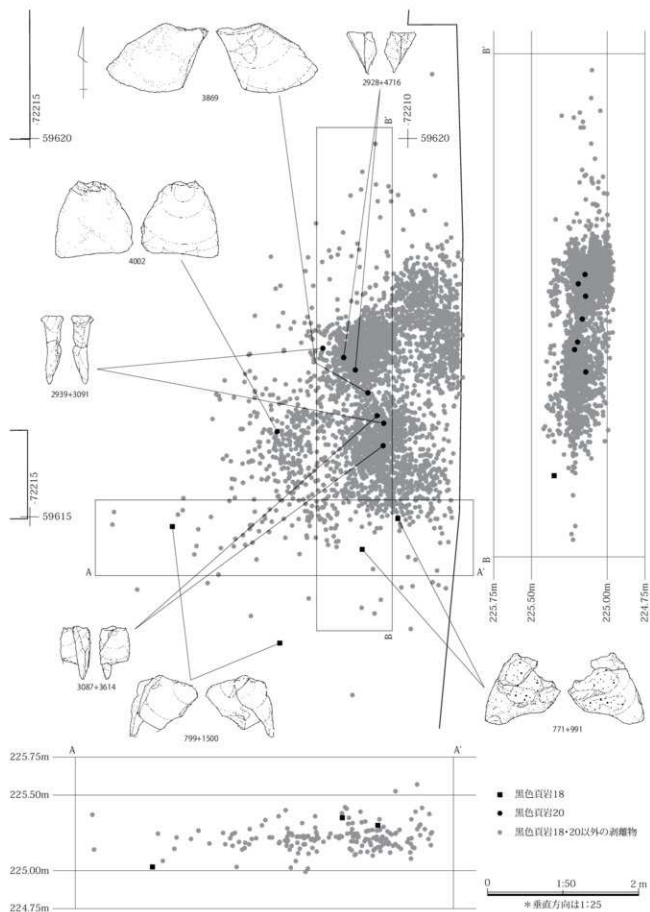 3869
2928+4716
-72215
59620
-72210
59620
B'
B'
4002
2939+3091
-72215
59615
A
A'
B
B
225.75m
225.50m
225.00m
224.75m
3087+3614
799+1500
771+991
A
A'
225.75m
225.50m
225.00m
224.75m
黒色頁岩18
黒色頁岩20
黒色頁岩18・20以外の剥離物
0 1:50 2 m
＊垂直方向は1:25